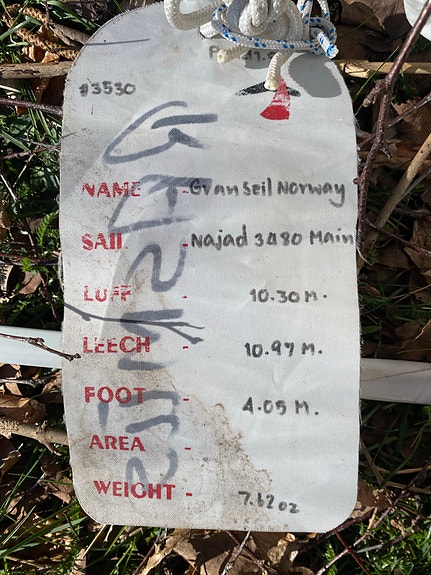 #3530
NAME - Gran Seil Norway
SAIL - Najad 3480 Main
LUFF - 10.30 M.
LEECH - 10.97 M.
FOOT - 4.05 M.
AREA -
WEIGHT - 7.62 oz